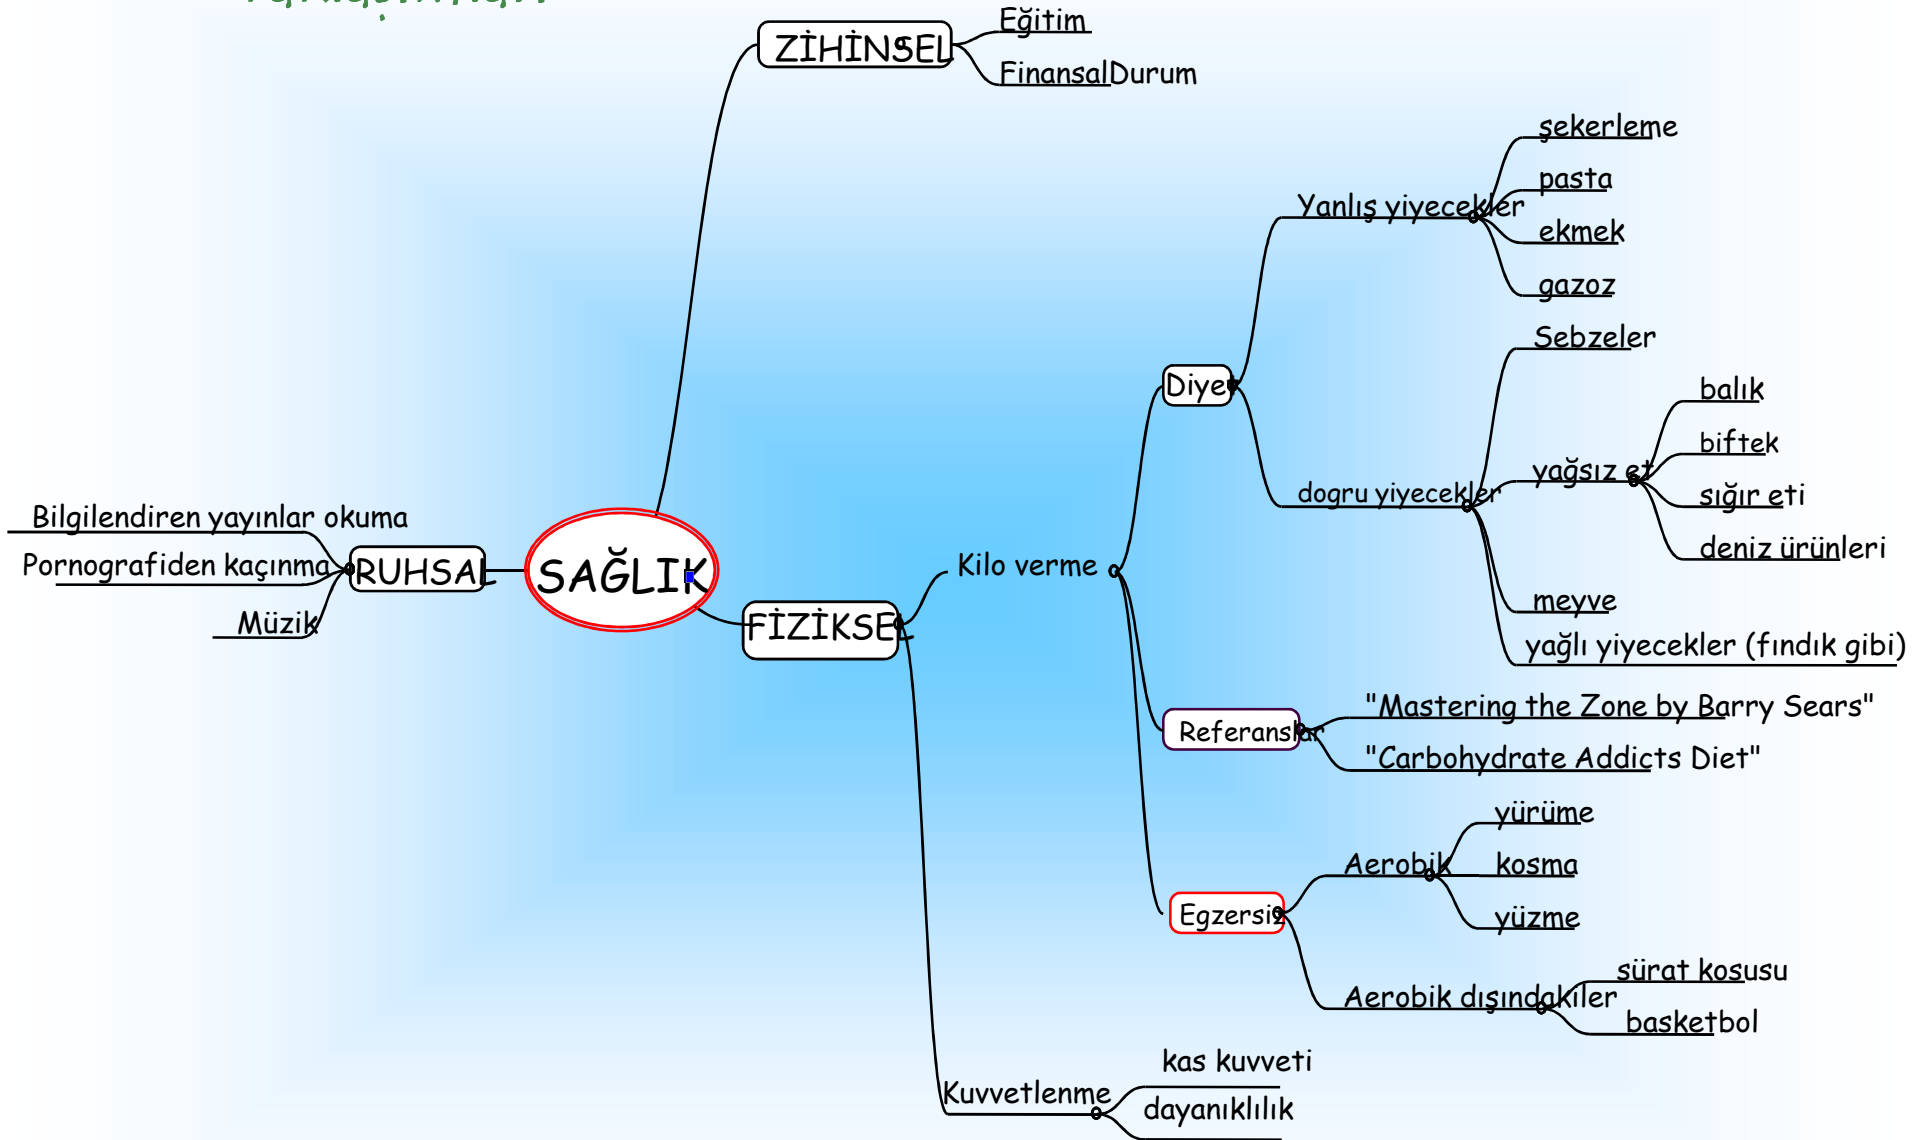 ZİHİNSEL
Eğitim
FinansalDurum
şekerleme
Yanlış yiyecekler
pasta
ekmek
gazoz
Sebzeler
Diyet
balık
biftek
yağsız et
doğru yiyecekler
sığır eti
deniz ürünleri
meyve
yağlı yiyecekler (fındık gibi)
Bilgilendiren yayınlar okuma
Pornografiden kaçınma
RUHSAL
Müzik
SAĞLIK
FİZİKSEL
Kilo verme
Referanslar
"Mastering the Zone by Barry Sears"
"Carbohydrate Addicts Diet"
yürüme
Aerobik
kosma
Egzersiz
yüzme
sürat kosusu
Aerobik dışındakiler
basketbol
kas kuvveti
Kuvvetlenme
dayanıklılık